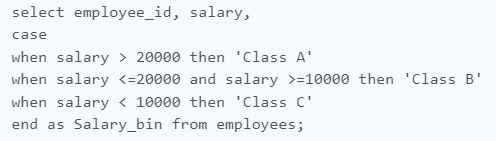 select employee_id, salary,
case
when salary > 20000 then 'Class A'
when salary <=20000 and salary >=10000 then 'Class B'
when salary < 10000 then 'Class C'
end as Salary_bin from employees;